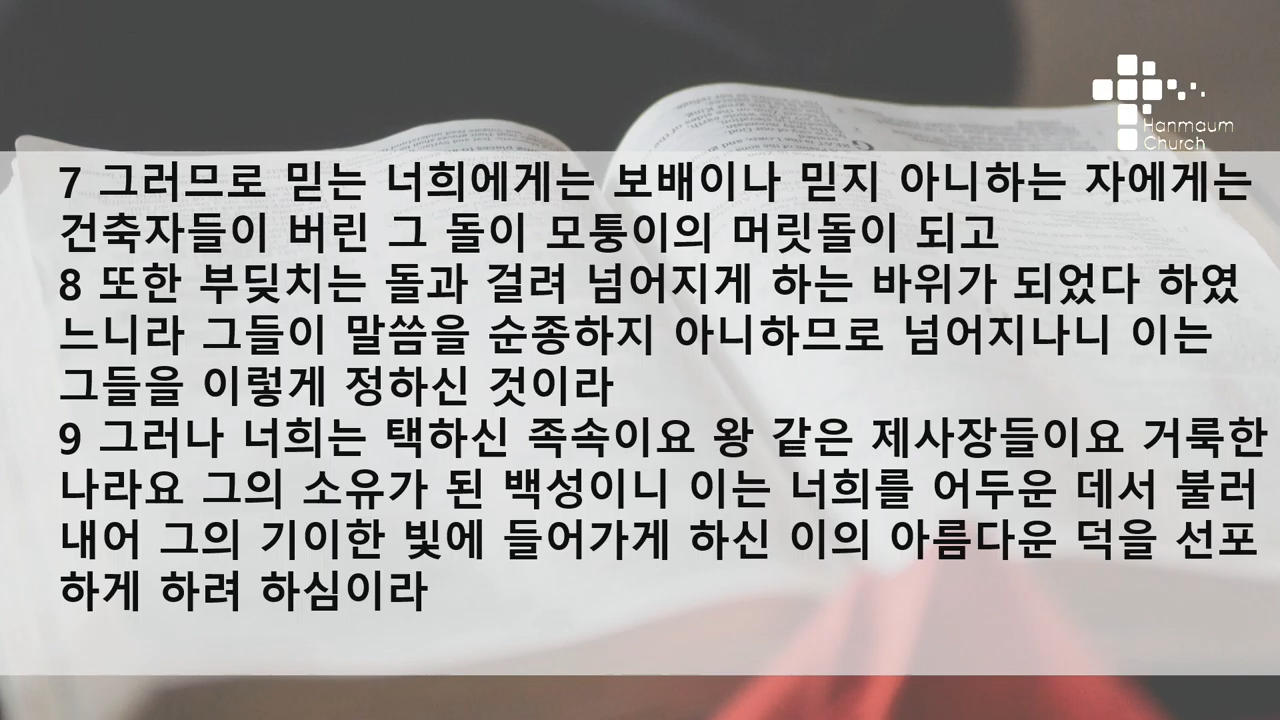 Hanmaum
Church
7 그러므로 믿는 너희에게는 보배이나 믿지 아니하는 자에게는
건축자들이 버린 그 돌이 모퉁이의 머릿돌이 되고
8 또한 부딪치는 돌과 걸려 넘어지게 하는 바위가 되었다 하였
느니라 그들이 말씀을 순종하지 아니하므로 넘어지나니 이는
그들을 이렇게 정하신 것이라
9 그러나 너희는 택하신 족속이요 왕 같은 제사장들이요 거룩한
나라요 그의 소유가 된 백성이니 이는 너희를 어두운 데서 불러
내어 그의 기이한 빛에 들어가게 하신 이의 아름다운 덕을 선포
하게 하려 하심이라